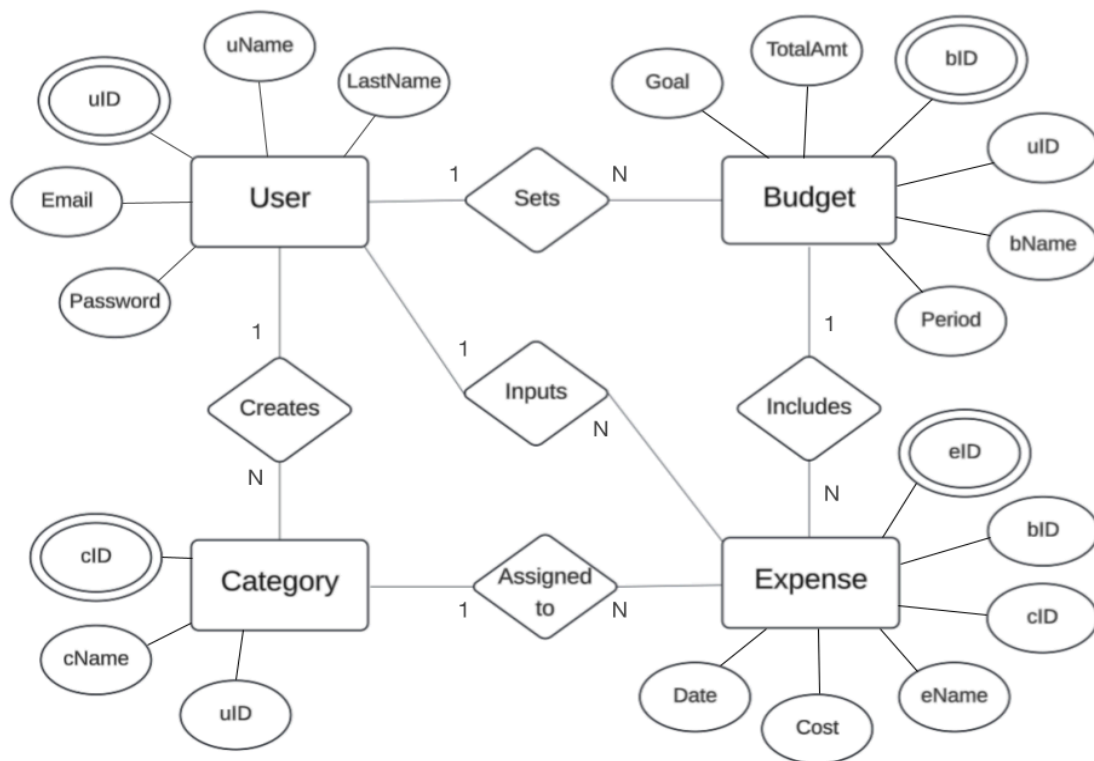 uName
LastName
uID
Email
Password
User
1
Sets
N
Goal
TotalAmt
bID
uID
bName
Period
Budget
1
Creates
N
1
Inputs
N
1
Includes
N
cID
cName
uID
Category
1
Assigned
to
N
Expense
eID
bID
cID
eName
Cost
Date